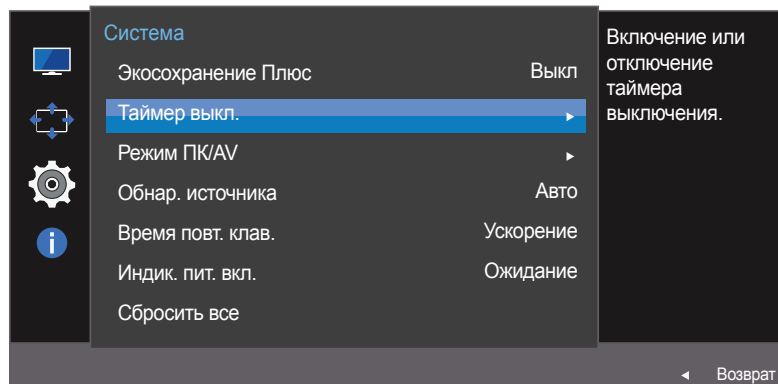 Система
Экосохранение Плюс Выкл
Таймер выкл. ►
Режим ПК/AV ►
Обнар. источника Авто
Время повт. клав. Ускорение
Индик. пит. вкл. Ожидание
Сбросить все
Включение или
отключение
таймера
выключения.
◄ Возврат